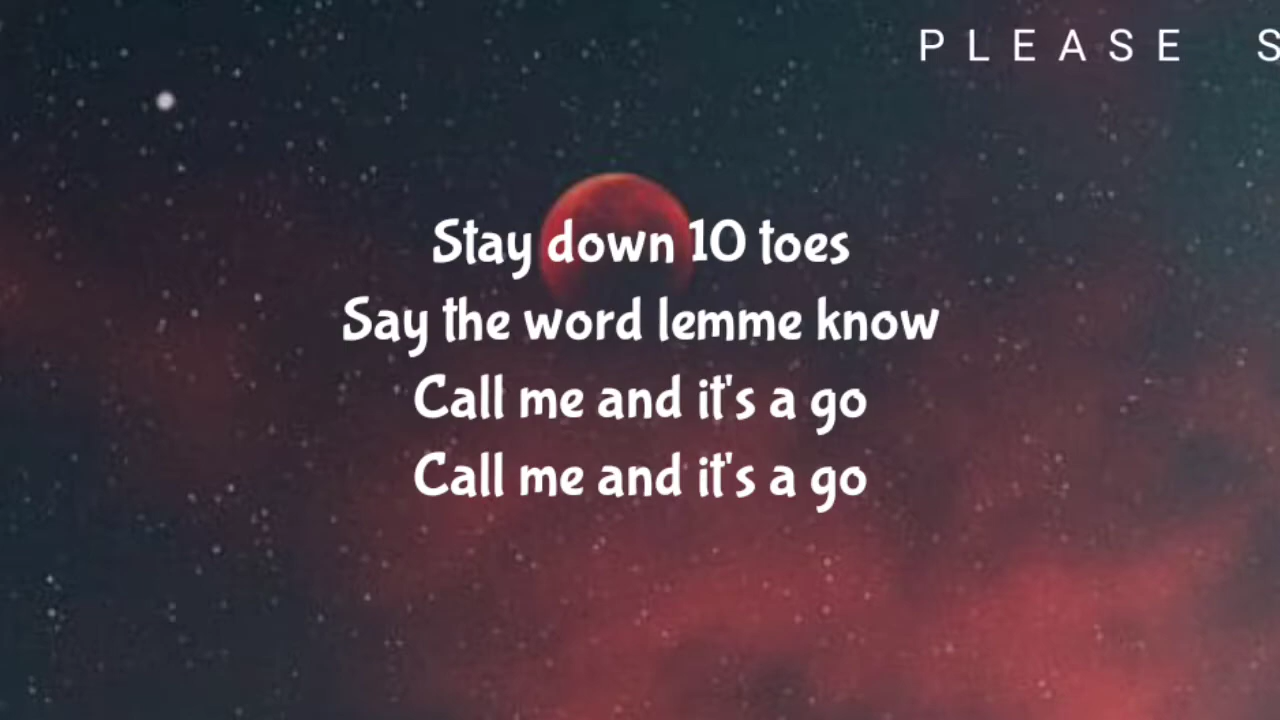 PLEASE S
Stay down 10 toes
Say the word lemme know
Call me and it's a go
Call me and it's a go